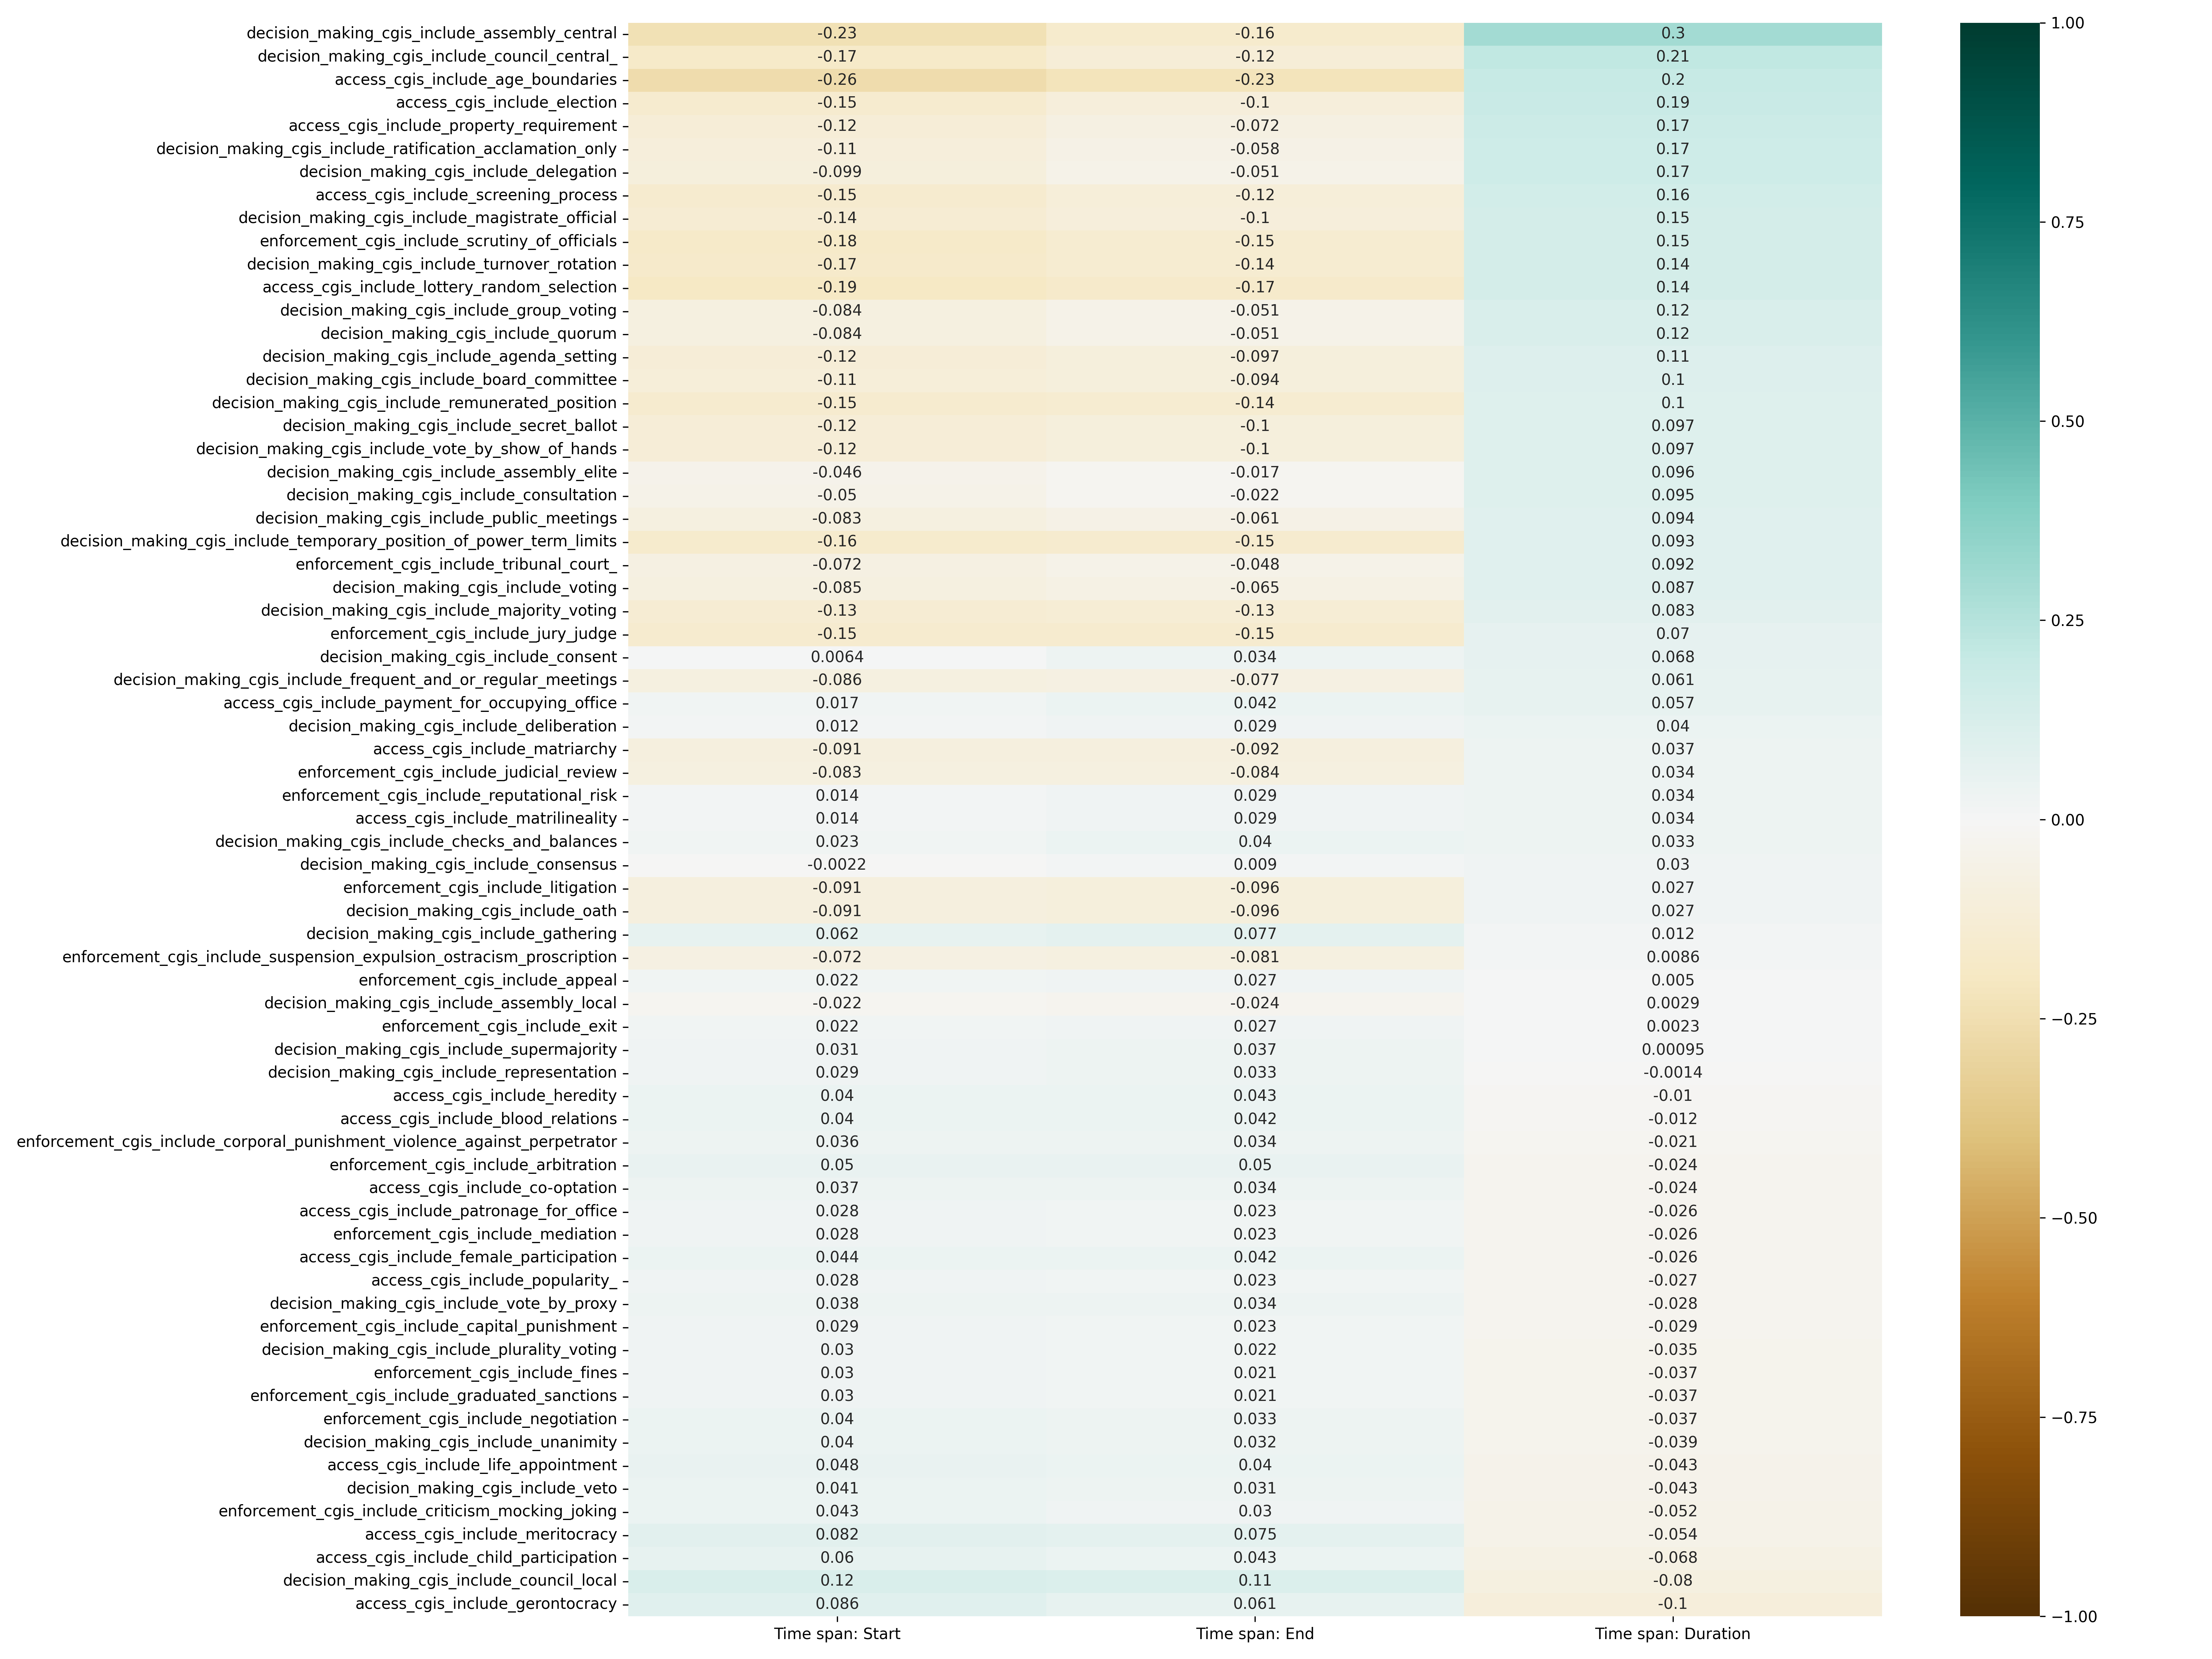 decision_making_cgis_include_assembly_central -0.23 -0.16 0.3
decision_making_cgis_include_council_central_ -0.17 -0.12 0.21
access_cgis_include_age_boundaries -0.26 -0.23 0.2
access_cgis_include_election -0.15 -0.1 0.19
access_cgis_include_property_requirement -0.12 -0.072 0.17
decision_making_cgis_include_ratification_acclamation_only -0.11 -0.058 0.17
decision_making_cgis_include_delegation -0.099 -0.051 0.17
access_cgis_include_screening_process -0.15 -0.12 0.16
decision_making_cgis_include_magistrate_official -0.14 -0.1 0.15
enforcement_cgis_include_scrutiny_of_officials -0.18 -0.15 0.15
decision_making_cgis_include_turnover_rotation -0.17 -0.14 0.14
access_cgis_include_lottery_random_selection -0.19 -0.17 0.14
decision_making_cgis_include_group_voting -0.084 -0.051 0.12
decision_making_cgis_include_quorum -0.084 -0.051 0.12
decision_making_cgis_include_agenda_setting -0.12 -0.097 0.11
decision_making_cgis_include_board_committee -0.11 -0.094 0.1
decision_making_cgis_include_remunerated_position -0.15 -0.14 0.1
decision_making_cgis_include_secret_ballot -0.12 -0.1 0.097
decision_making_cgis_include_vote_by_show_of_hands -0.12 -0.1 0.097
decision_making_cgis_include_assembly_elite -0.046 -0.017 0.096
decision_making_cgis_include_consultation -0.05 -0.022 0.095
decision_making_cgis_include_public_meetings -0.083 -0.061 0.094
decision_making_cgis_include_temporary_position_of_power_term_limits -0.16 -0.15 0.093
enforcement_cgis_include_tribunal_court_ -0.072 -0.048 0.092
decision_making_cgis_include_voting -0.085 -0.065 0.087
decision_making_cgis_include_majority_voting -0.13 -0.13 0.083
enforcement_cgis_include_jury_judge -0.15 -0.15 0.07
decision_making_cgis_include_consent 0.0064 0.034 0.068
decision_making_cgis_include_frequent_and_or_regular_meetings -0.086 -0.077 0.061
access_cgis_include_payment_for_occupying_office 0.017 0.042 0.057
decision_making_cgis_include_deliberation 0.012 0.029 0.04
access_cgis_include_matriarchy -0.091 -0.092 0.037
enforcement_cgis_include_judicial_review -0.083 -0.084 0.034
enforcement_cgis_include_reputational_risk 0.014 0.029 0.034
access_cgis_include_matrilineality 0.014 0.029 0.034
decision_making_cgis_include_checks_and_balances 0.023 0.04 0.033
decision_making_cgis_include_consensus -0.0022 0.009 0.03
enforcement_cgis_include_litigation -0.091 -0.096 0.027
decision_making_cgis_include_oath -0.091 -0.096 0.027
decision_making_cgis_include_gathering 0.062 0.077 0.012
enforcement_cgis_include_suspension_expulsion_ostracism_proscription -0.072 -0.081 0.0086
enforcement_cgis_include_appeal 0.022 0.027 0.005
decision_making_cgis_include_assembly_local -0.022 -0.024 0.0029
enforcement_cgis_include_exit 0.022 0.027 0.0023
decision_making_cgis_include_supermajority 0.031 0.037 0.00095
decision_making_cgis_include_representation 0.029 0.033 -0.0014
access_cgis_include_heredity 0.04 0.043 -0.01
access_cgis_include_blood_relations 0.04 0.042 -0.012
enforcement_cgis_include_corporal_punishment_violence_against_perpetrator 0.036 0.034 -0.021
enforcement_cgis_include_arbitration 0.05 0.05 -0.024
access_cgis_include_co-optation 0.037 0.034 -0.024
access_cgis_include_patronage_for_office 0.028 0.023 -0.026
enforcement_cgis_include_mediation 0.028 0.023 -0.026
access_cgis_include_female_participation 0.044 0.042 -0.026
access_cgis_include_popularity_ 0.028 0.023 -0.027
decision_making_cgis_include_vote_by_proxy 0.038 0.034 -0.028
enforcement_cgis_include_capital_punishment 0.029 0.023 -0.029
decision_making_cgis_include_plurality_voting 0.03 0.022 -0.035
enforcement_cgis_include_fines 0.03 0.021 -0.037
enforcement_cgis_include_graduated_sanctions 0.03 0.021 -0.037
enforcement_cgis_include_negotiation 0.04 0.033 -0.037
decision_making_cgis_include_unanimity 0.04 0.032 -0.039
access_cgis_include_life_appointment 0.048 0.04 -0.043
decision_making_cgis_include_veto 0.041 0.031 -0.043
enforcement_cgis_include_criticism_mocking_joking 0.043 0.03 -0.052
access_cgis_include_meritocracy 0.082 0.075 -0.054
access_cgis_include_child_participation 0.06 0.043 -0.068
decision_making_cgis_include_council_local 0.12 0.11 -0.08
access_cgis_include_gerontocracy 0.086 0.061 -0.1
Time span: Start Time span: End Time span: Duration
1.00
0.75
0.50
0.25
0.00
−0.25
−0.50
−0.75
−1.00